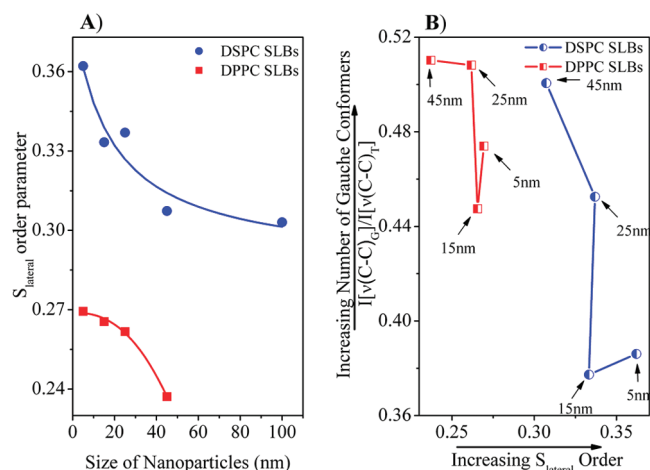 A)
DSPC SLBs
DPPC SLBs
0.36
0.33
0.30
0.27
0.24
S_lateral order parameter
0 20 40 60 80 100
Size of Nanoparticles (nm)
B)
DSPC SLBs
DPPC SLBs
0.52
0.48
0.44
0.40
0.36
Increasing Number of Gauche Conformers
I[ν(C-C)_G]/I[ν(C-C)_T]
45nm
25nm
5nm
15nm
45nm
25nm
15nm
5nm
0.25 0.30 0.35
Increasing S_lateral Order